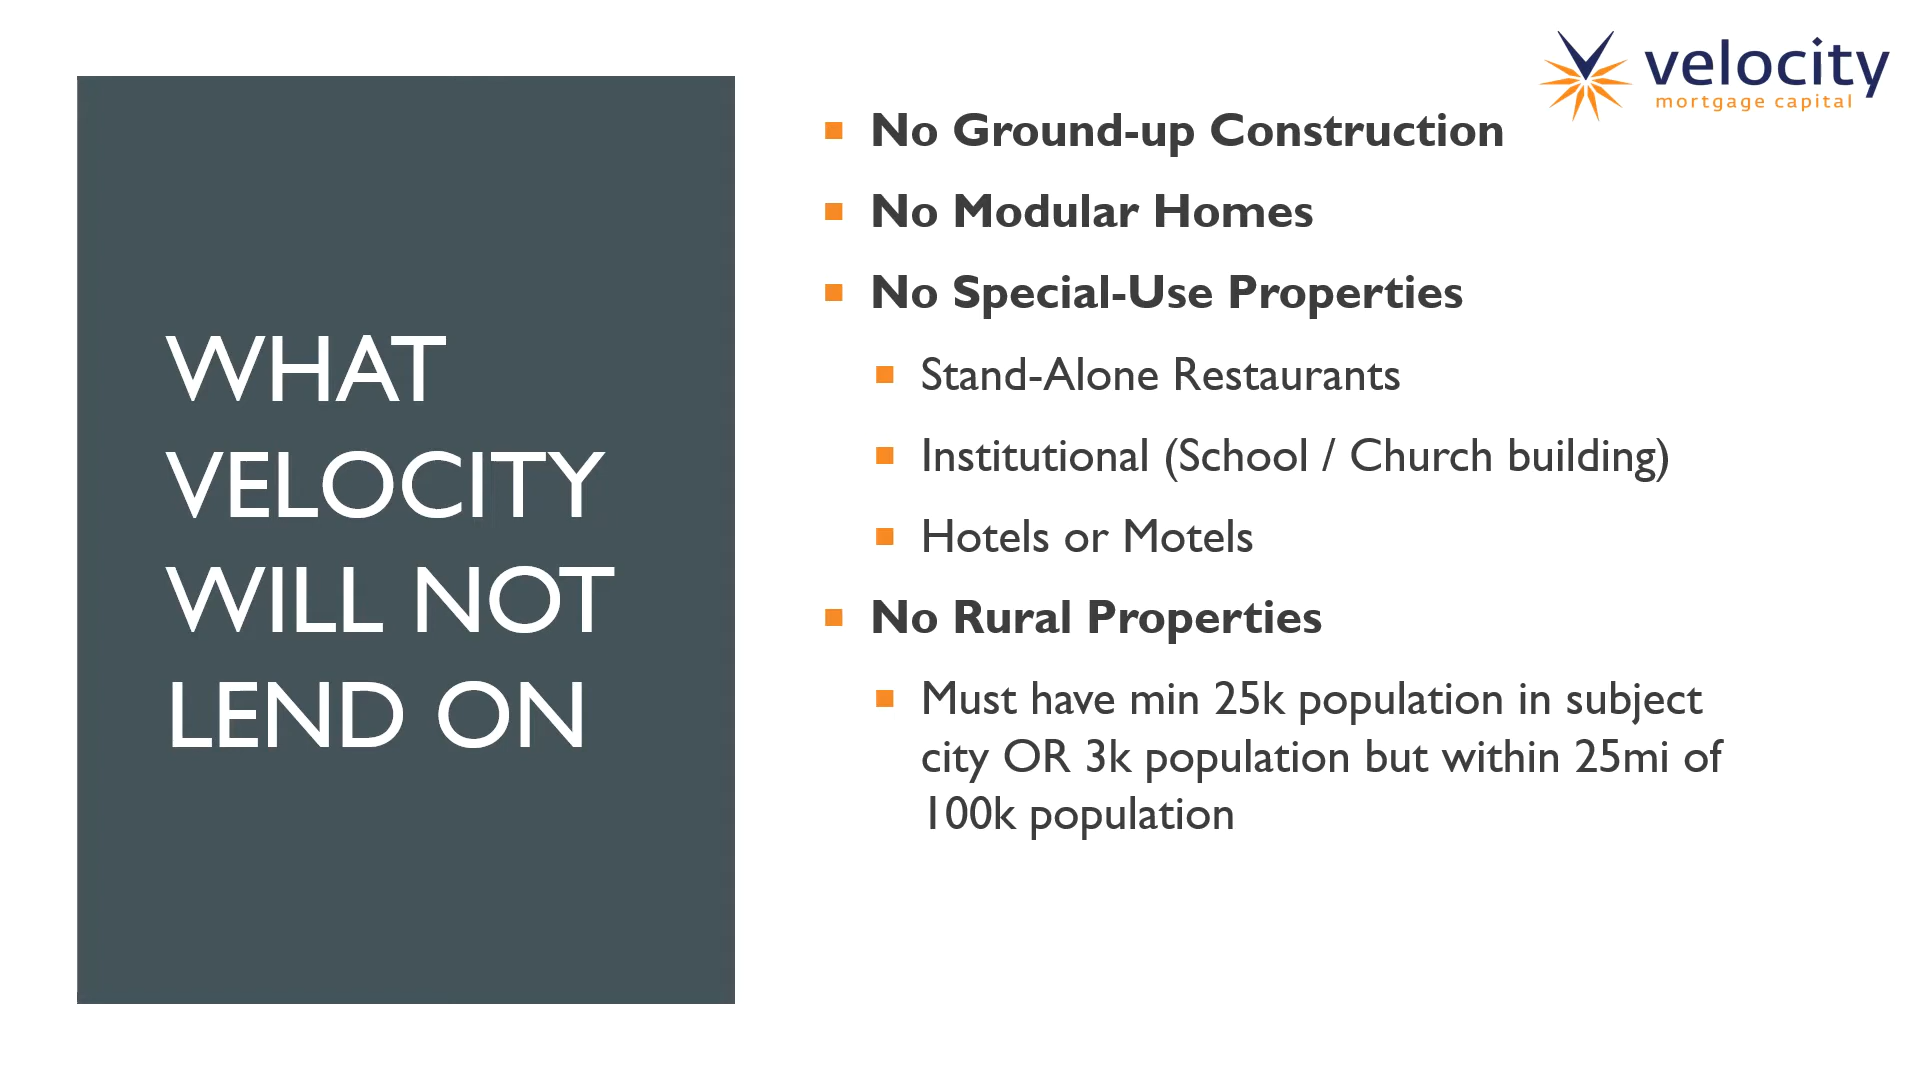 velocity
mortgage capital
WHAT
VELOCITY
WILL NOT
LEND ON
No Ground-up Construction
No Modular Homes
No Special-Use Properties
Stand-Alone Restaurants
Institutional (School / Church building)
Hotels or Motels
No Rural Properties
Must have min 25k population in subject
city OR 3k population but within 25mi of
100k population